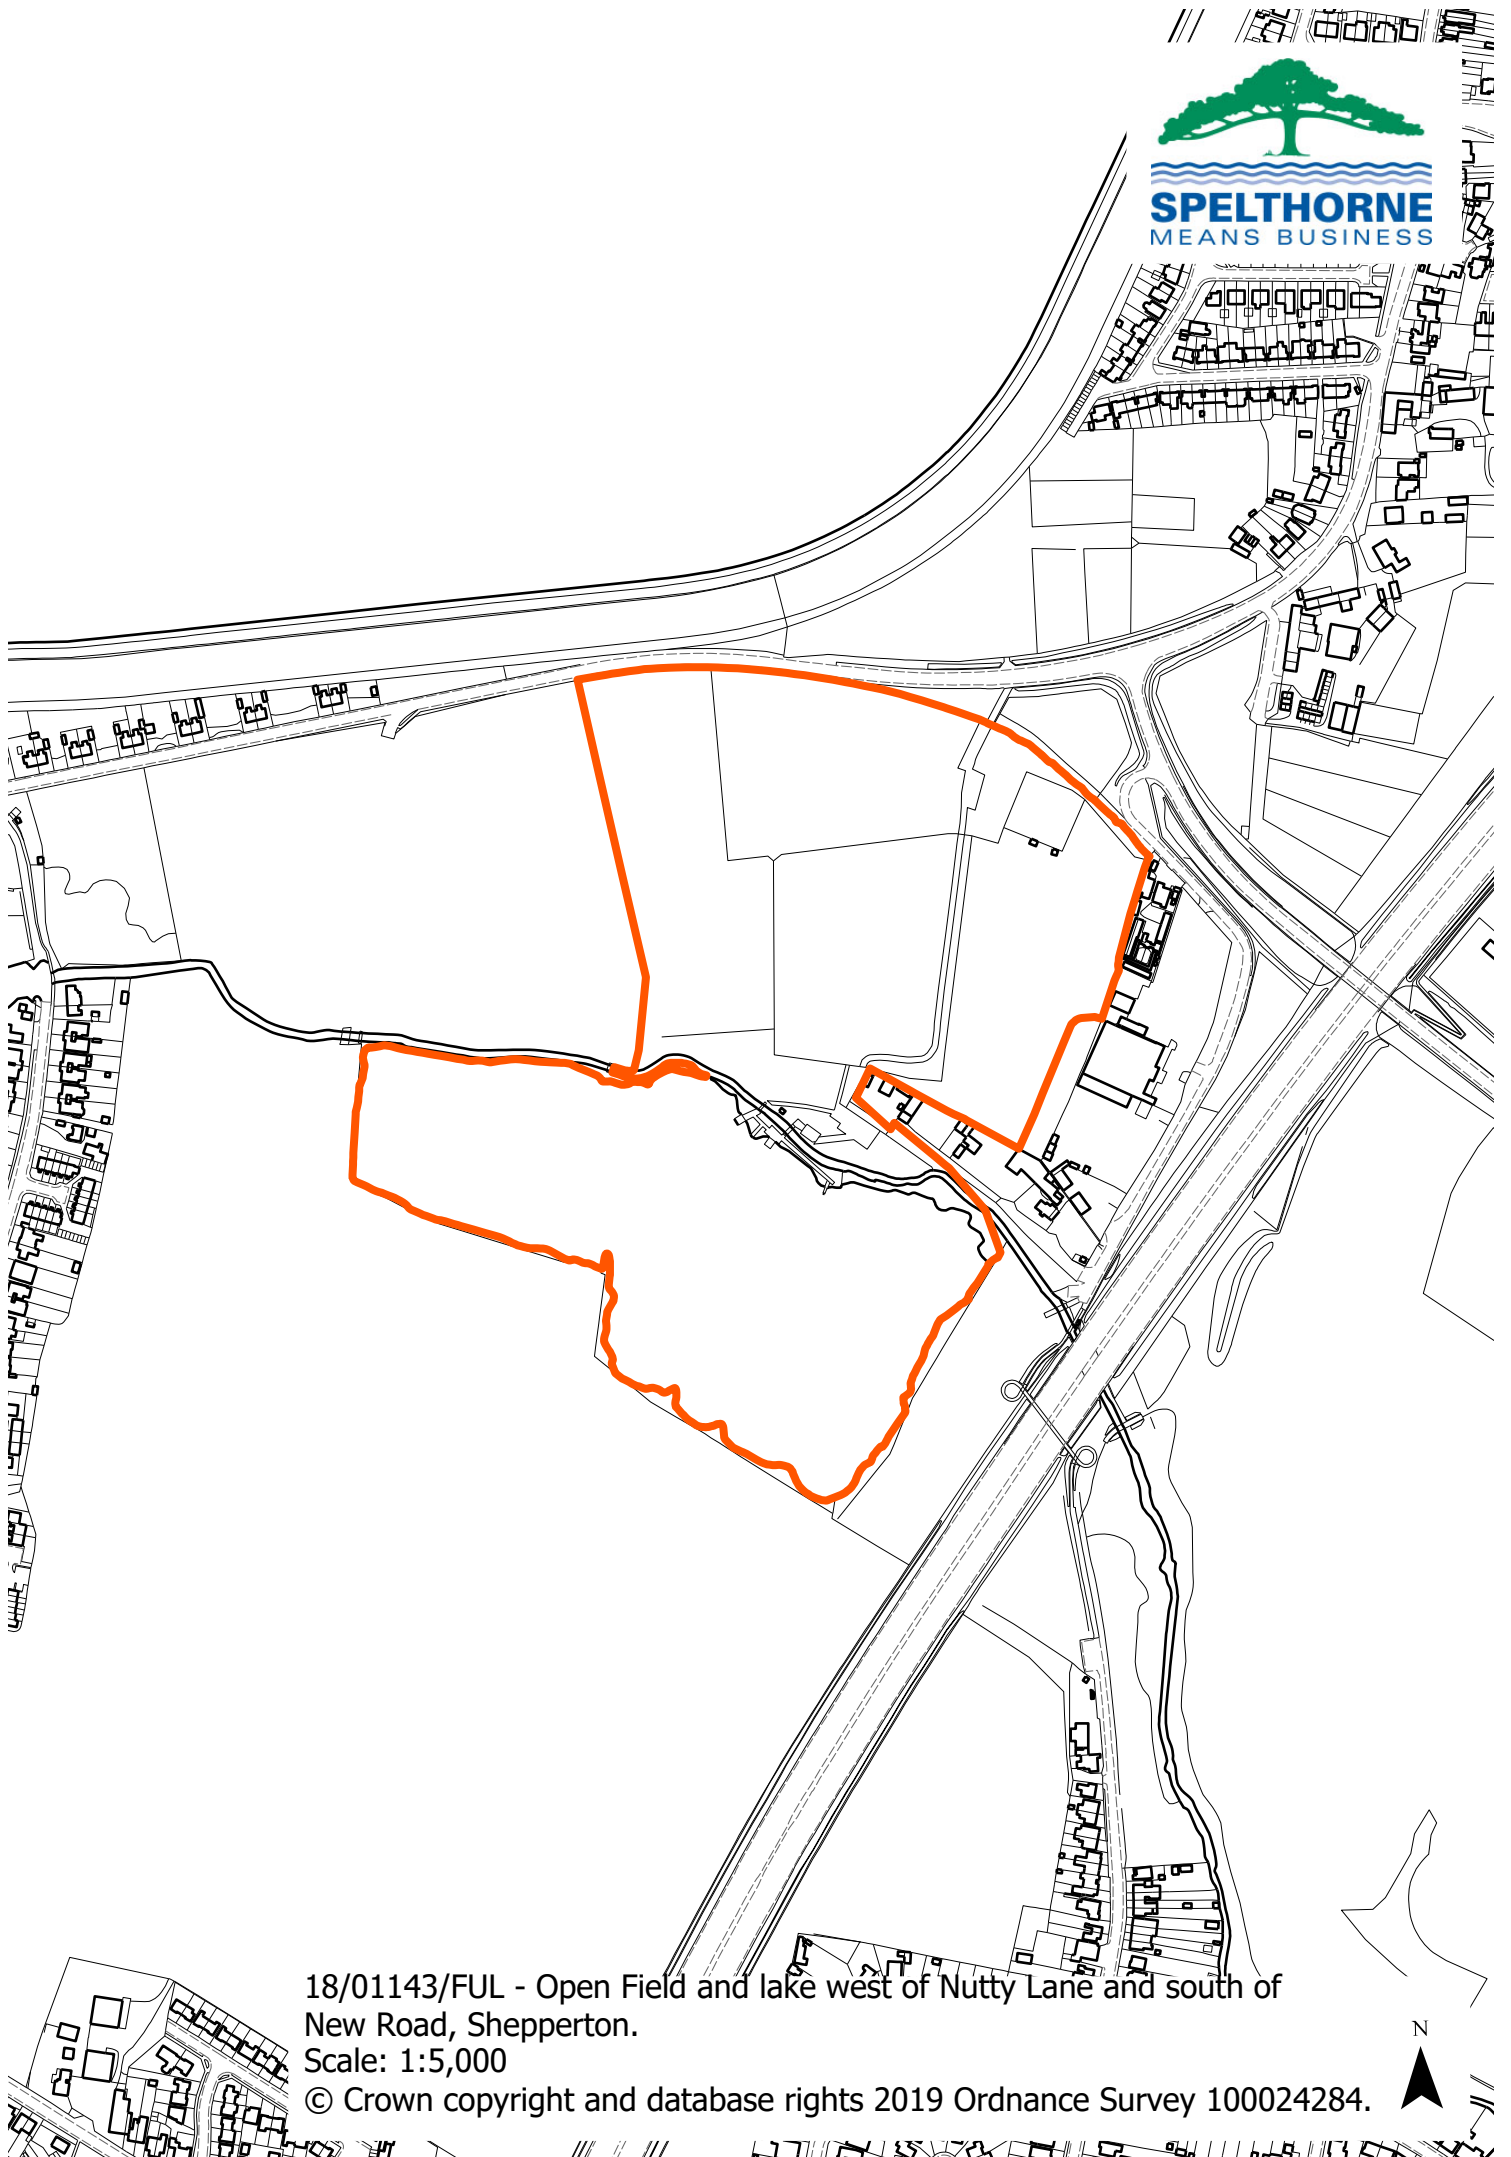 SPELTHORNE
MEANS BUSINESS
18/01143/FUL - Open Field and lake west of Nutty Lane and south of
New Road, Shepperton.
Scale: 1:5,000
© Crown copyright and database rights 2019 Ordnance Survey 100024284.
N